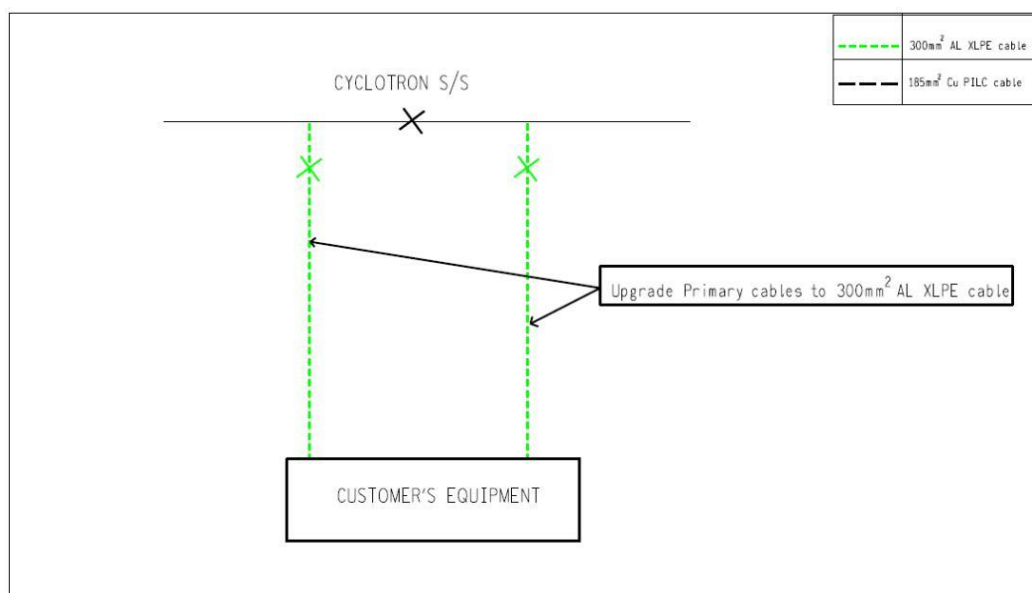 300mm² AL XLPE cable
185mm² Cu PILC cable
CYCLOTRON S/S
Upgrade Primary cables to 300mm² AL XLPE cable
CUSTOMER'S EQUIPMENT